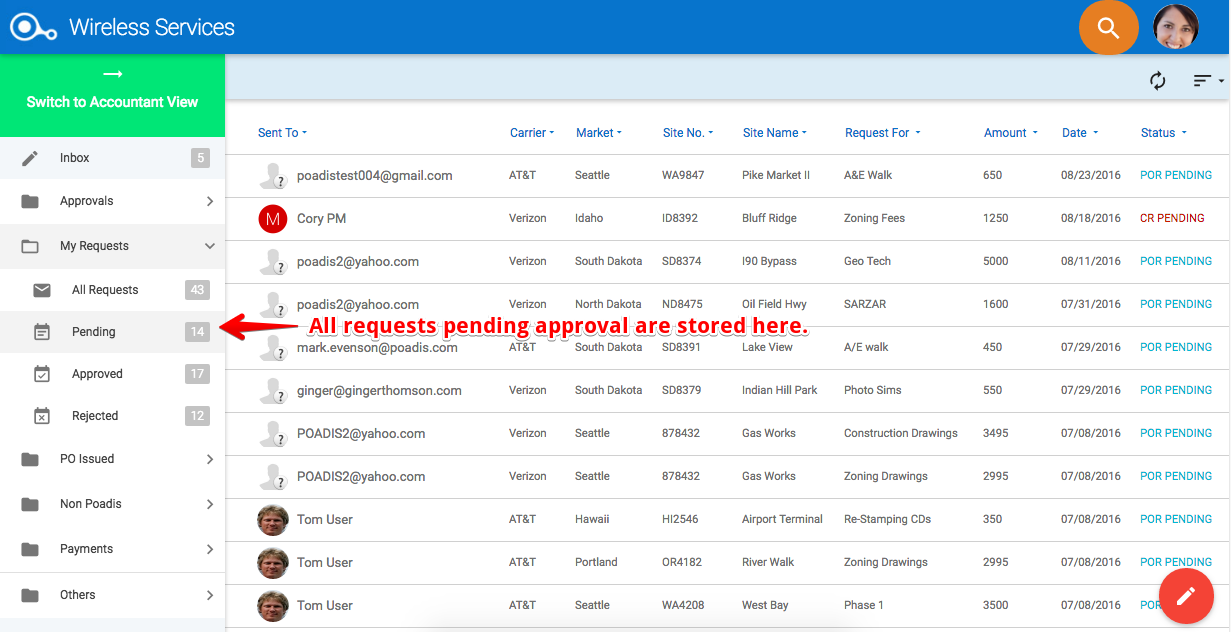 Wireless Services
Switch to Accountant View
Inbox 5
Approvals
My Requests
All Requests 43
Pending 14
Approved 17
Rejected 12
PO Issued
Non Poadis
Payments
Others
Sent To Carrier Market Site No. Site Name Request For Amount Date Status
? poadistest004@gmail.com AT&T Seattle WA9847 Pike Market II A&E Walk 650 08/23/2016 POR PENDING
M Cory PM Verizon Idaho ID8392 Bluff Ridge Zoning Fees 1250 08/18/2016 CR PENDING
? poadis2@yahoo.com Verizon South Dakota SD8374 I90 Bypass Geo Tech 5000 08/11/2016 POR PENDING
? poadis2@yahoo.com Verizon North Dakota ND8475 Oil Field Hwy SARZAR 1600 07/31/2016 POR PENDING
All requests pending approval are stored here.
? mark.evenson@poadis.com AT&T South Dakota SD8391 Lake View A/E walk 450 07/29/2016 POR PENDING
? ginger@gingerthomson.com Verizon South Dakota SD8379 Indian Hill Park Photo Sims 550 07/29/2016 POR PENDING
? POADIS2@yahoo.com Verizon Seattle 878432 Gas Works Construction Drawings 3495 07/08/2016 POR PENDING
? POADIS2@yahoo.com Verizon Seattle 878432 Gas Works Zoning Drawings 2995 07/08/2016 POR PENDING
Tom User AT&T Hawaii HI2546 Airport Terminal Re-Stamping CDs 350 07/08/2016 POR PENDING
Tom User AT&T Portland OR4182 River Walk Zoning Drawings 2995 07/08/2016 POR PENDING
Tom User AT&T Seattle WA4208 West Bay Phase 1 3500 07/08/2016